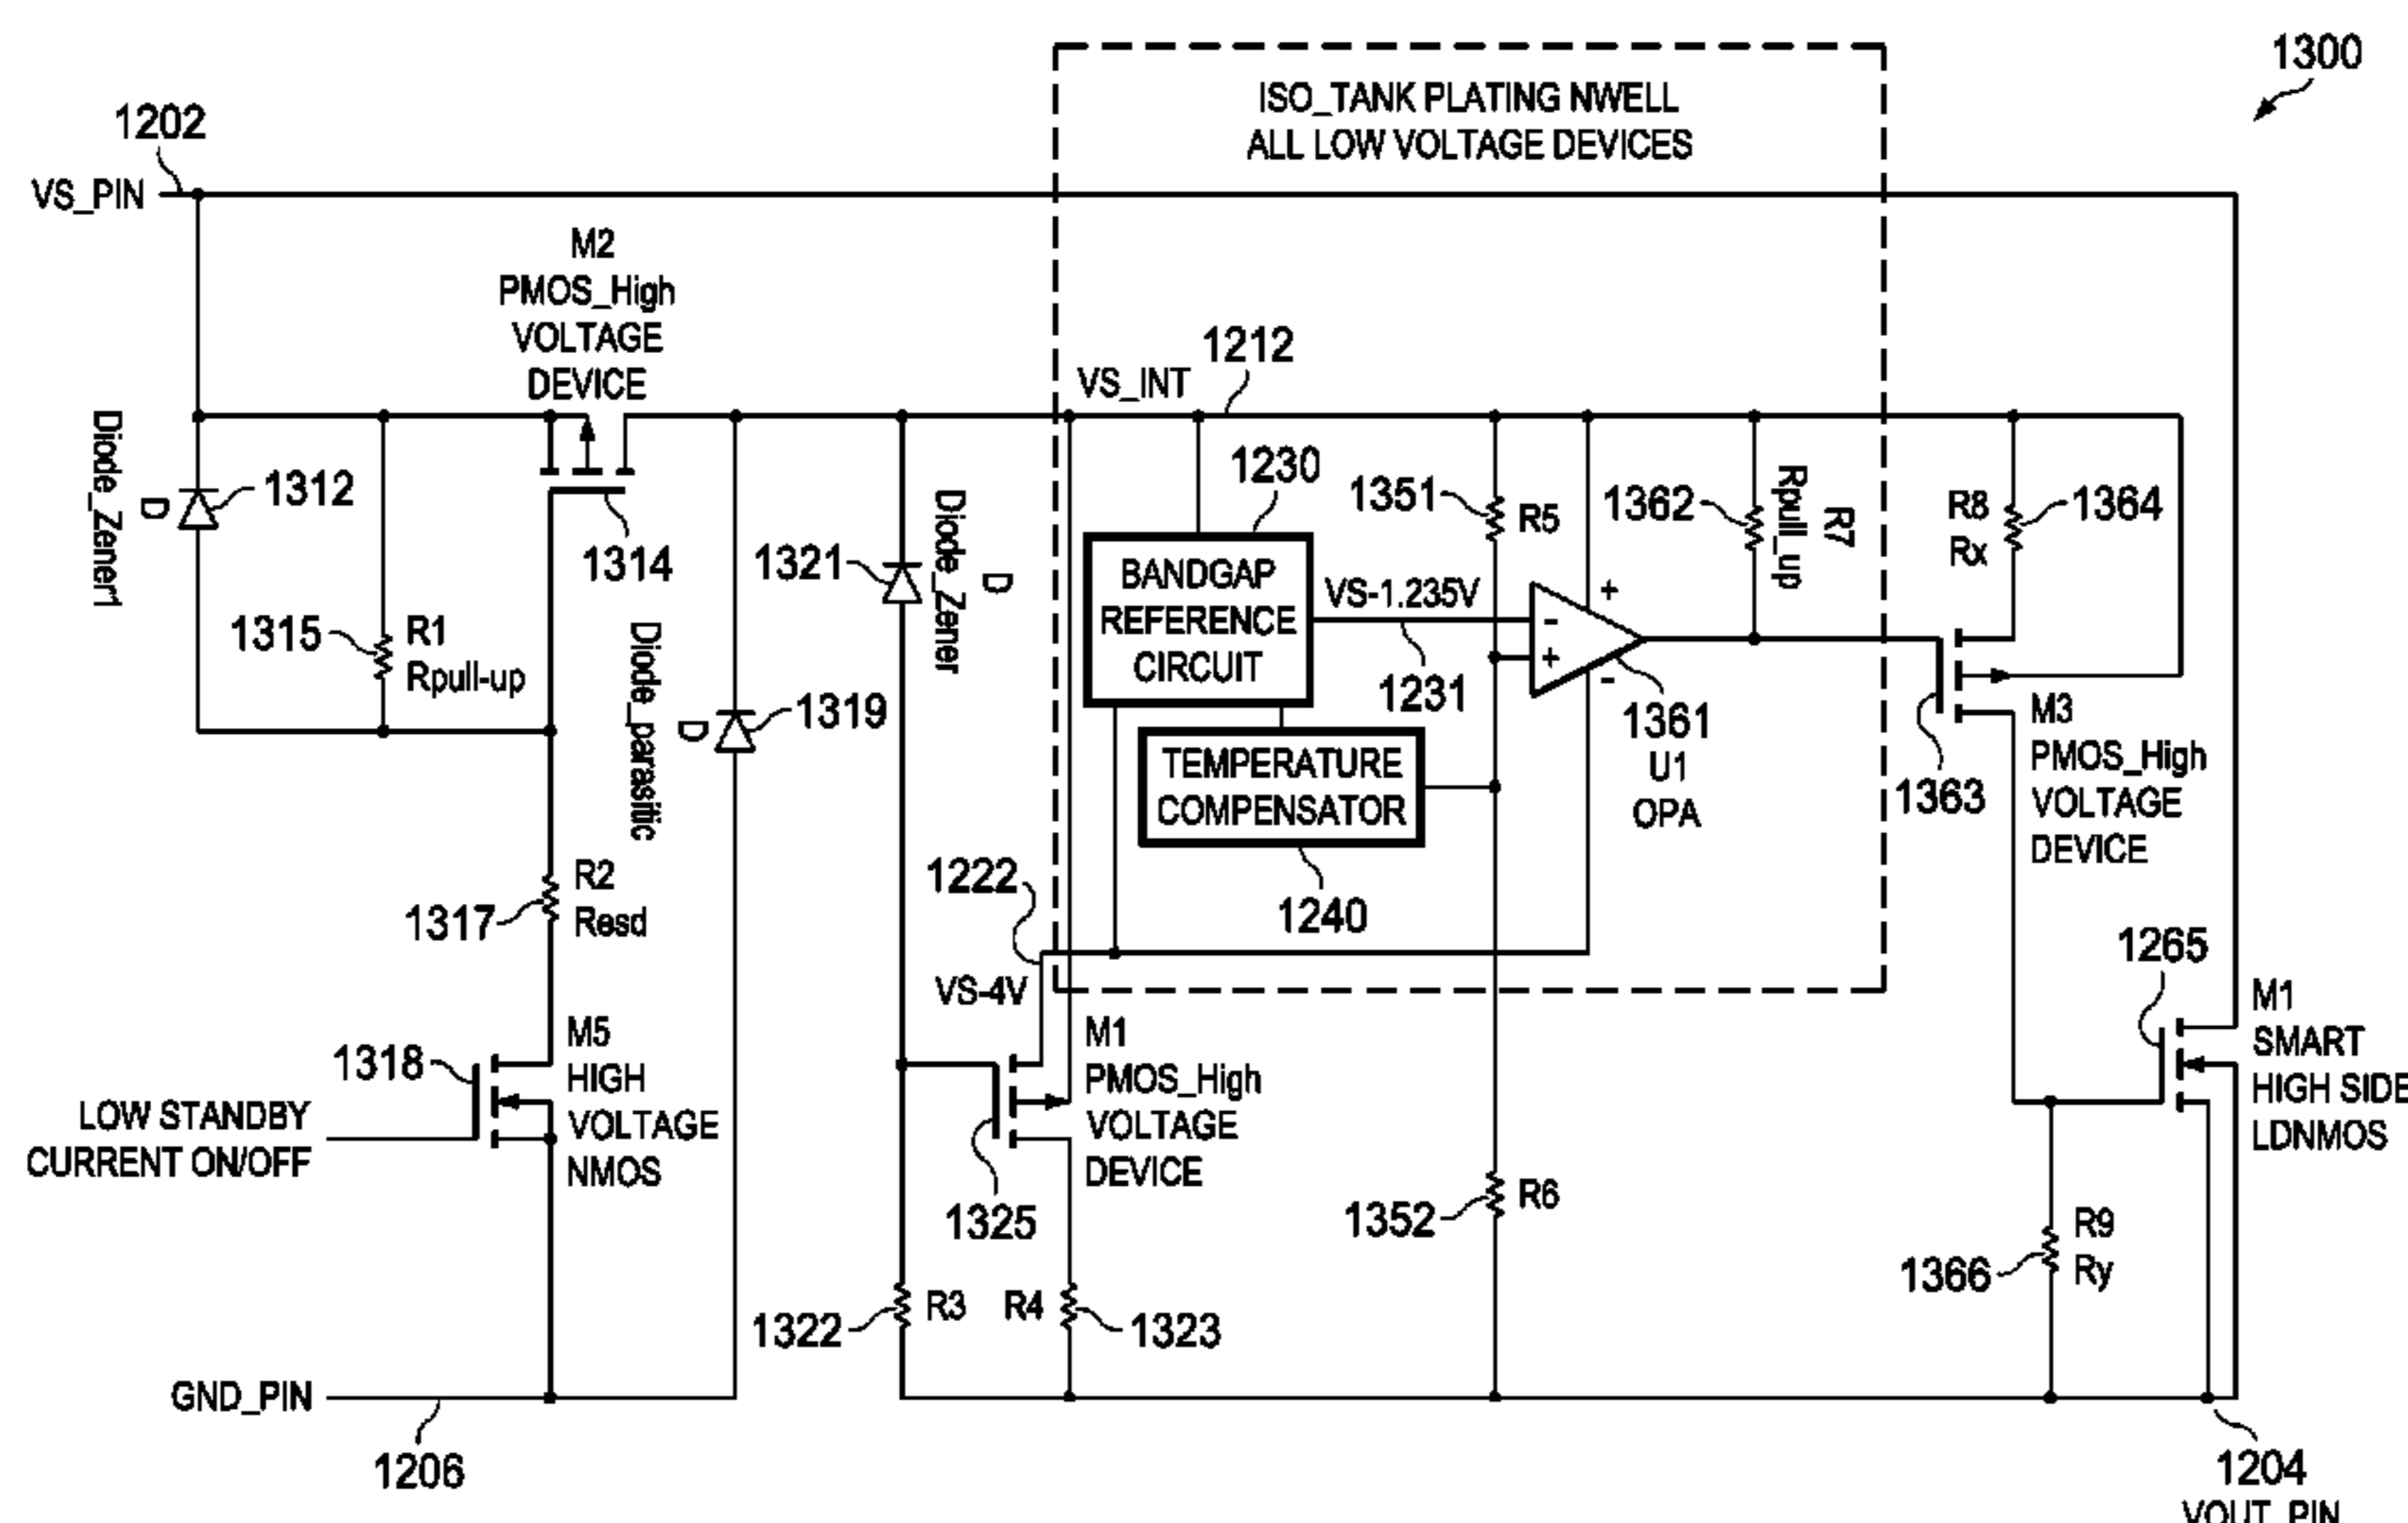 1300
ISO_TANK PLATING NWELL
ALL LOW VOLTAGE DEVICES
1202
VS_PIN
M2
PMOS_High
VOLTAGE
DEVICE
1212
VS_INT
Diode_Zener1
D
1312
1314
1315
R1
Rpull-up
Diode_parasitic
D
1319
1321
Diode_Zener
D
1230
BANDGAP
REFERENCE
CIRCUIT
VS-1.235V
1231
1351
R5
1362
Rpull_up
R7
R8
Rx
1364
-
+
+
-
1361
U1
OPA
TEMPERATURE
COMPENSATOR
1240
1363
M3
PMOS_High
VOLTAGE
DEVICE
1317
R2
Resd
1222
VS-4V
1265
M1
SMART
HIGH SIDE
LDNMOS
1318
M5
HIGH
VOLTAGE
NMOS
LOW STANDBY
CURRENT ON/OFF
M1
PMOS_High
VOLTAGE
DEVICE
1325
1352
R6
1366
R9
Ry
1322
R3
R4
1323
GND_PIN
1206
1204
VOUT_PIN